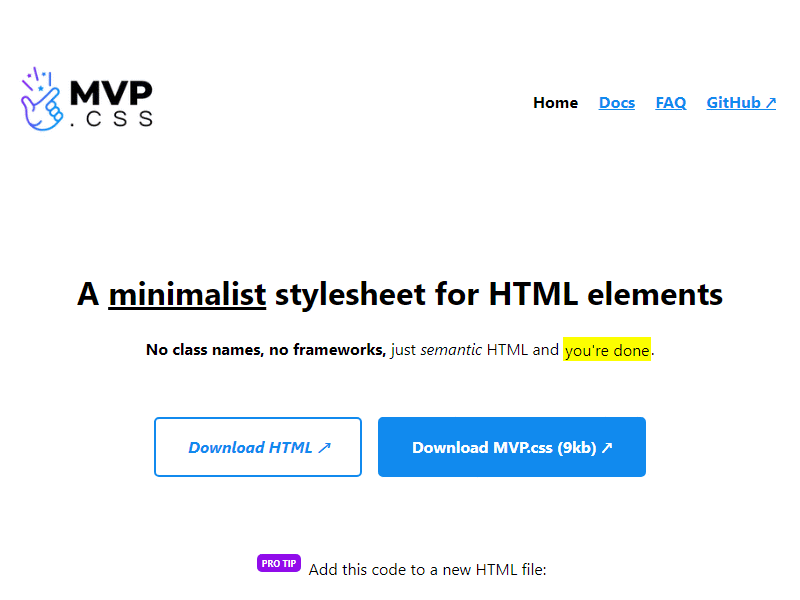 MVP
.CSS
Home Docs FAQ GitHub ↗
A minimalist stylesheet for HTML elements
No class names, no frameworks, just semantic HTML and you're done.
Download HTML ↗ Download MVP.css (9kb) ↗
PRO TIP Add this code to a new HTML file: